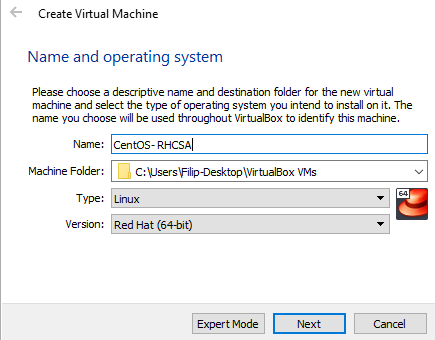 Create Virtual Machine
Name and operating system
Please choose a descriptive name and destination folder for the new virtual
machine and select the type of operating system you intend to install on it. The
name you choose will be used throughout VirtualBox to identify this machine.
Name: CentOS- RHCSA
Machine Folder: C:\Users\Filip-Desktop\VirtualBox VMs
Type: Linux
64
Version: Red Hat (64-bit)
Expert Mode Next Cancel